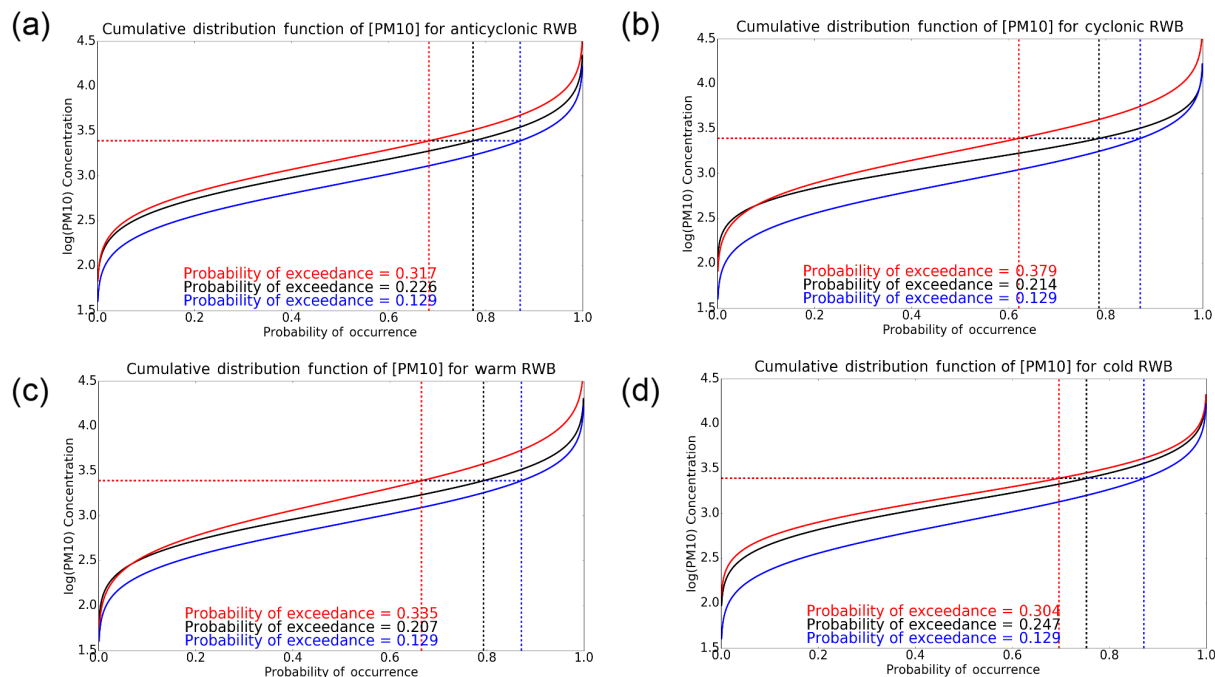 (a)
Cumulative distribution function of [PM10] for anticyclonic RWB
4.5
4.0
3.5
3.0
2.5
2.0
1.5
log(PM10) Concentration
Probability of exceedance = 0.317
Probability of exceedance = 0.226
Probability of exceedance = 0.129
0.0 0.2 0.4 0.6 0.8 1.0
Probability of occurrence
(b)
Cumulative distribution function of [PM10] for cyclonic RWB
4.5
4.0
3.5
3.0
2.5
2.0
1.5
log(PM10) Concentration
Probability of exceedance = 0.379
Probability of exceedance = 0.214
Probability of exceedance = 0.129
0.0 0.2 0.4 0.6 0.8 1.0
Probability of occurrence
(c)
Cumulative distribution function of [PM10] for warm RWB
4.5
4.0
3.5
3.0
2.5
2.0
1.5
log(PM10) Concentration
Probability of exceedance = 0.335
Probability of exceedance = 0.207
Probability of exceedance = 0.129
0.0 0.2 0.4 0.6 0.8 1.0
Probability of occurrence
(d)
Cumulative distribution function of [PM10] for cold RWB
4.5
4.0
3.5
3.0
2.5
2.0
1.5
log(PM10) Concentration
Probability of exceedance = 0.304
Probability of exceedance = 0.247
Probability of exceedance = 0.129
0.0 0.2 0.4 0.6 0.8 1.0
Probability of occurrence